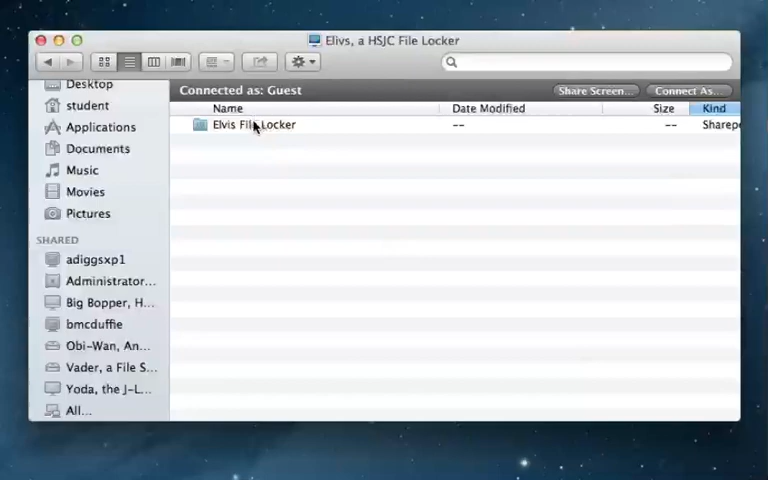 Elivs, a HSJC File Locker
Connected as: Guest
Share Screen...
Connect As...
Name
Date Modified
Size
Kind
Elvis File Locker
--
--
Sharepo
Desktop
student
Applications
Documents
Music
Movies
Pictures
SHARED
adiggsxp1
Administrator...
Big Bopper, H...
bmcduffie
Obi-Wan, An...
Vader, a File S...
Yoda, the J-L...
All...